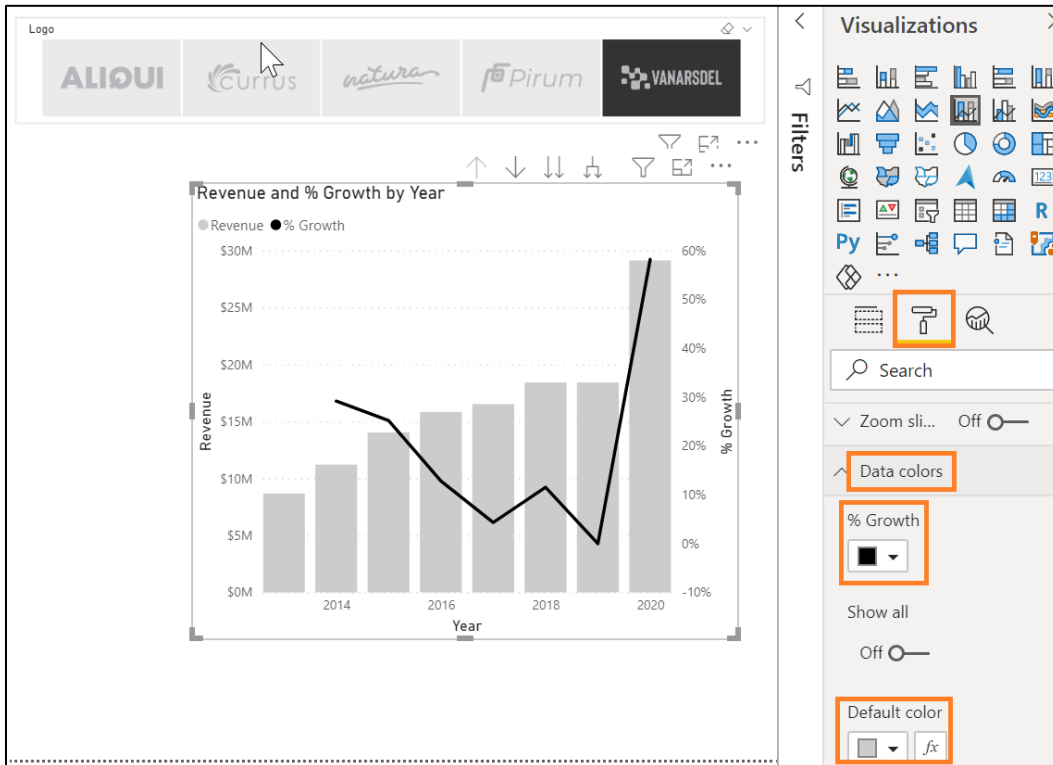 Logo
ALIQUI
Currus
natura
Pirum
VANARSDEL
Revenue and % Growth by Year
Revenue % Growth
$30M
$25M
$20M
$15M
$10M
$5M
$0M
Revenue
60%
50%
40%
30%
20%
10%
0%
-10%
% Growth
2014 2016 2018 2020
Year
Filters
Visualizations
123
R
Py
Search
Zoom sli... Off
Data colors
% Growth
Show all
Off
Default color
fx